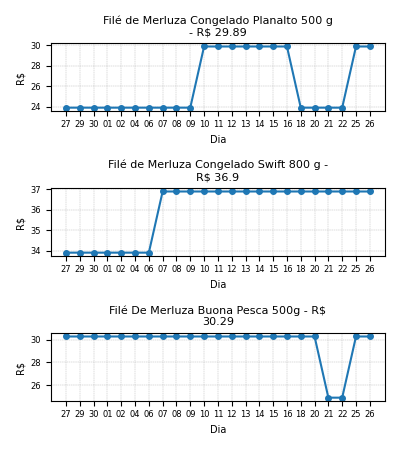 Filé de Merluza Congelado Planalto 500 g
- R$ 29.89
30
28
26
24
R$
27 29 30 01 02 04 06 07 08 09 10 11 12 13 14 16 18 20 21 22 25 26
Dia
Filé de Merluza Congelado Swift 800 g -
R$ 36.9
37
36
35
34
R$
27 29 30 01 02 04 06 07 08 09 10 11 12 13 14 16 18 20 21 22 25 26
Dia
Filé De Merluza Buona Pesca 500g - R$
30.29
30
28
26
R$
27 29 30 01 02 04 06 07 08 09 10 11 12 13 14 16 18 20 21 22 25 26
Dia